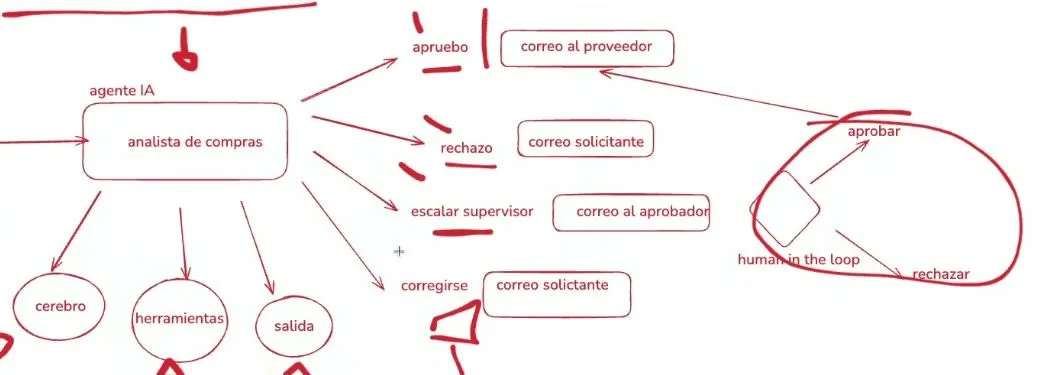 agente IA
analista de compras
cerebro
herramientas
salida
apruebo
correo al proveedor
rechazo
correo solicitante
escalar supervisor
correo al aprobador
corregirse
correo solictante
aprobar
human in the loop
rechazar